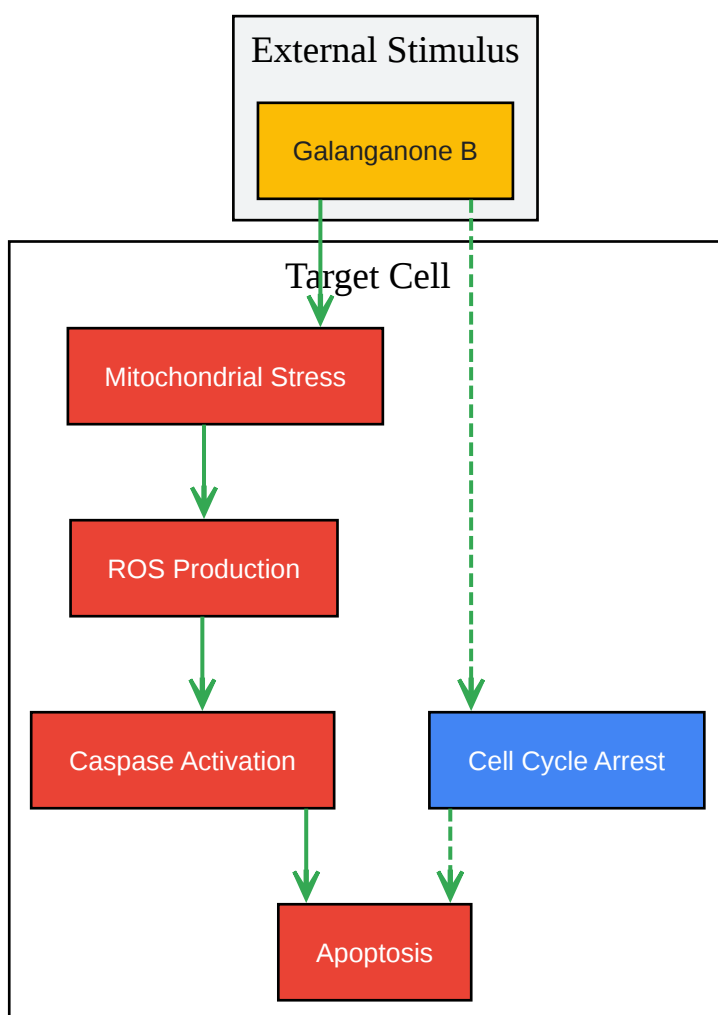 External Stimulus
Galanganone B
Target Cell
Mitochondrial Stress
ROS Production
Caspase Activation
Cell Cycle Arrest
Apoptosis